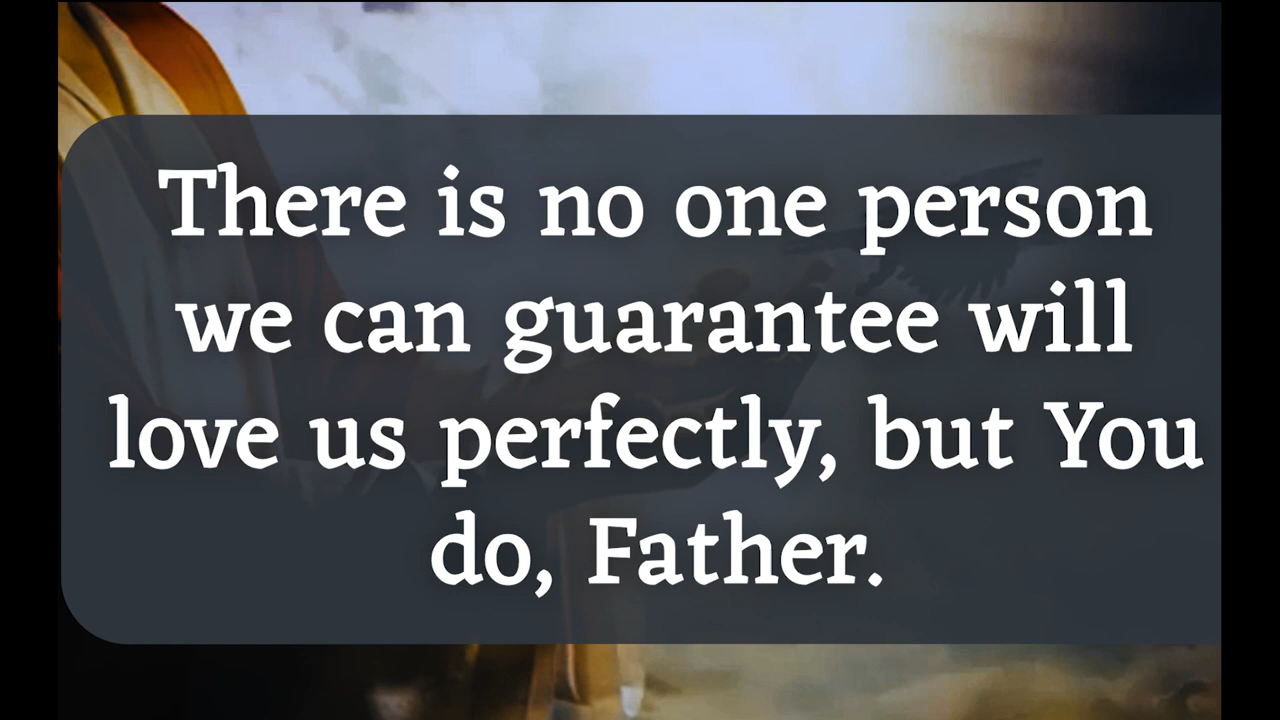 There is no one person
we can guarantee will
love us perfectly, but You
do, Father.